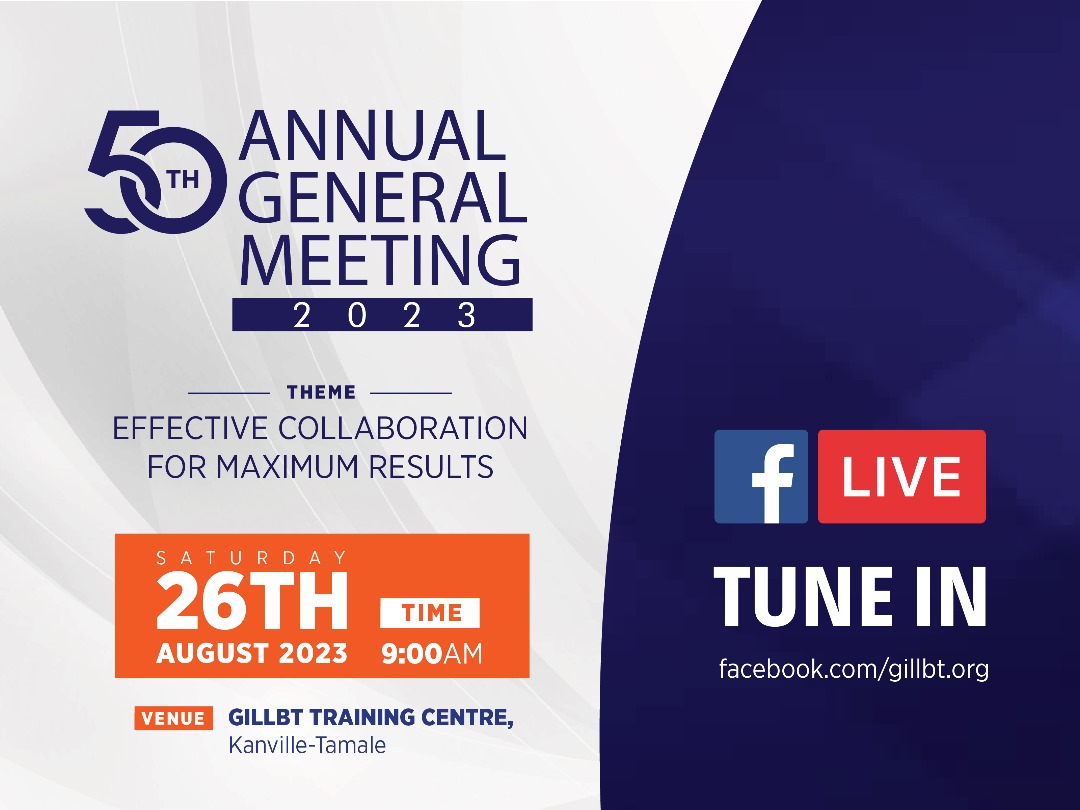 50TH
ANNUAL
GENERAL
MEETING
2023
THEME
EFFECTIVE COLLABORATION
FOR MAXIMUM RESULTS
SATURDAY
26TH
AUGUST 2023
TIME
9:00AM
VENUE
GILLBT TRAINING CENTRE,
Kanville-Tamale
f LIVE
TUNE IN
facebook.com/gillbt.org